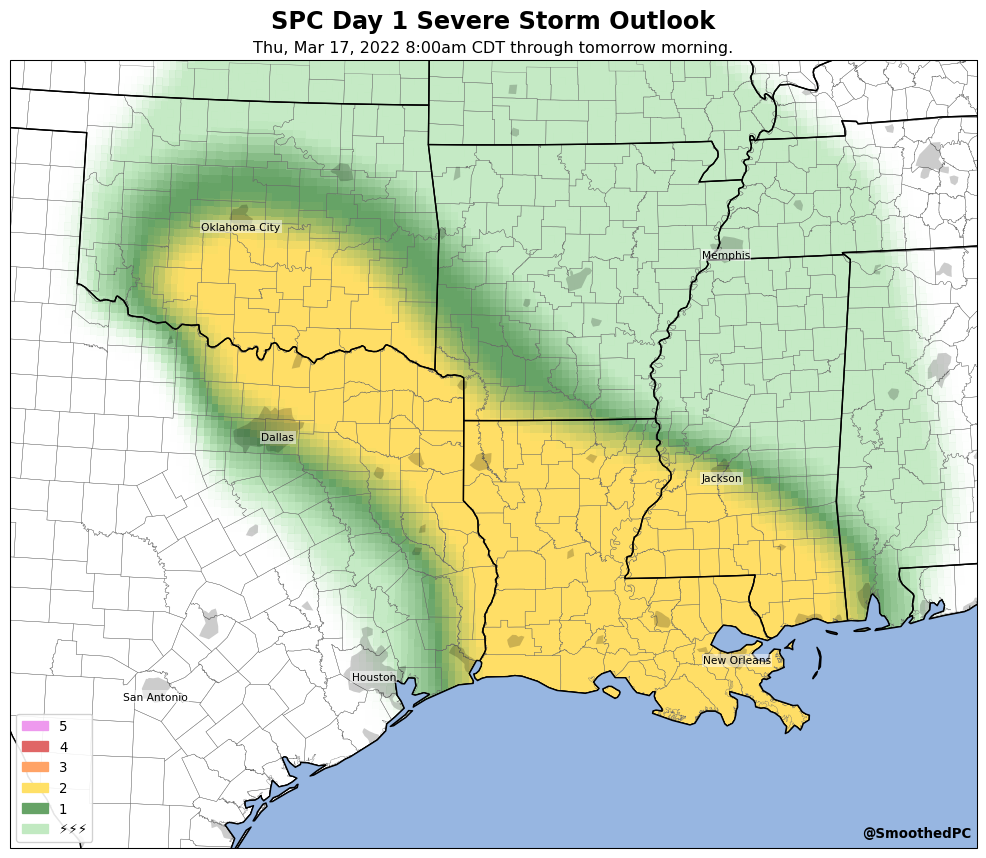 SPC Day 1 Severe Storm Outlook
Thu, Mar 17, 2022 8:00am CDT through tomorrow morning.
Oklahoma City
Memphis
Dallas
Jackson
New Orleans
Houston
San Antonio
5
4
3
2
1
⚡⚡⚡
@SmoothedPC